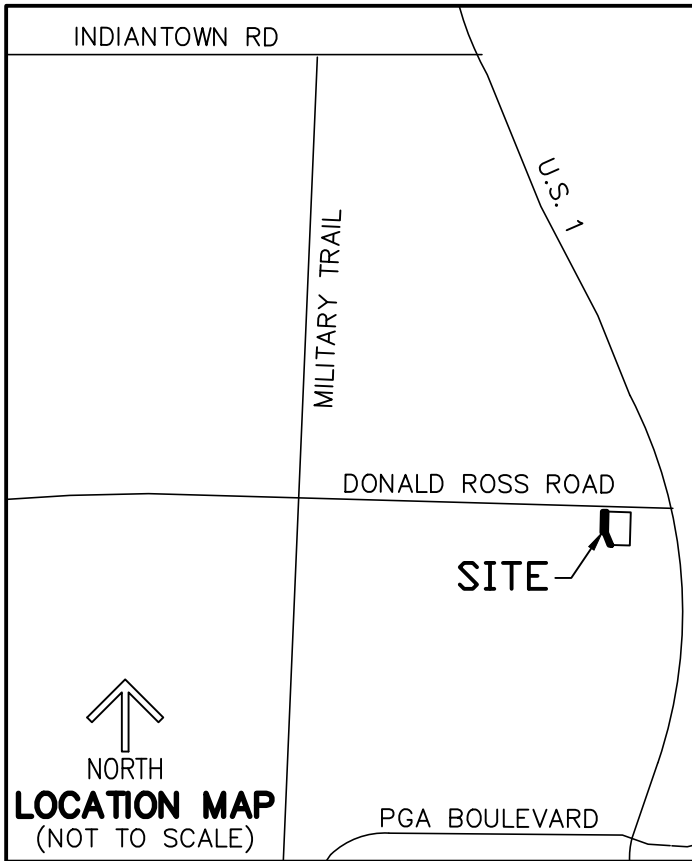 INDIANTOWN RD
U.S. 1
MILITARY TRAIL
DONALD ROSS ROAD
SITE
NORTH
LOCATION MAP
(NOT TO SCALE)
PGA BOULEVARD